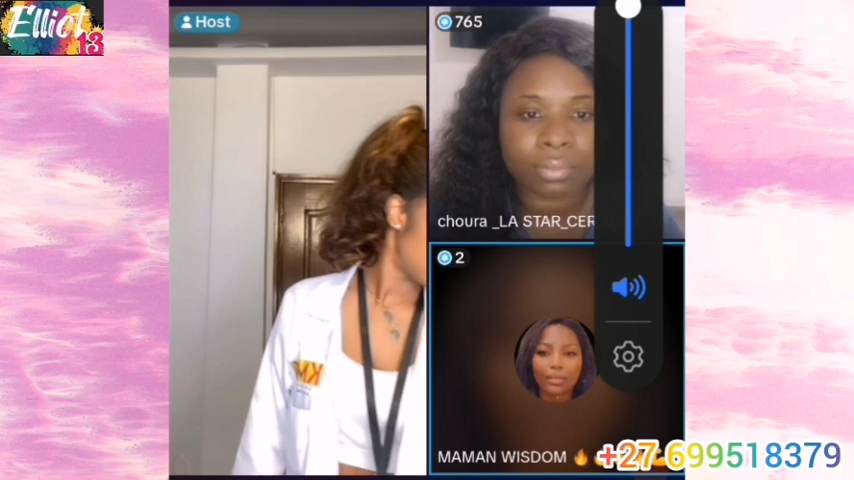 Elliot
13
Host
765
choura _LA STAR_CER
2
MAMAN WISDOM 🔥
+27 699518379